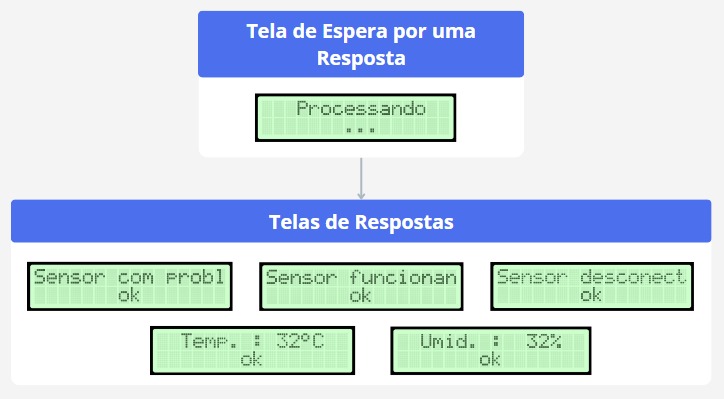 Tela de Espera por uma
Resposta
Processando
...
Telas de Respostas
Sensor com probl
ok
Sensor funcionan
ok
Sensor desconect
ok
Temp. : 32ºC
ok
Umid. : 32%
ok